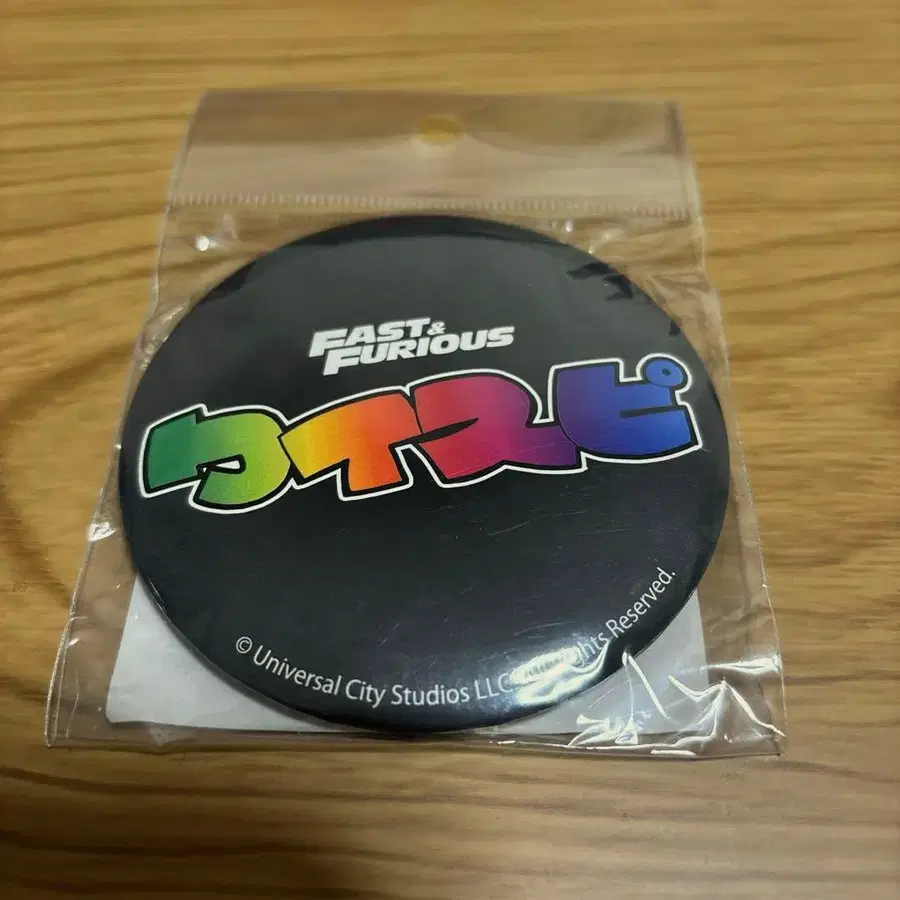 FAST &
FURIOUS
ワイスピ
© Universal City Studios LLC. Rights Reserved.